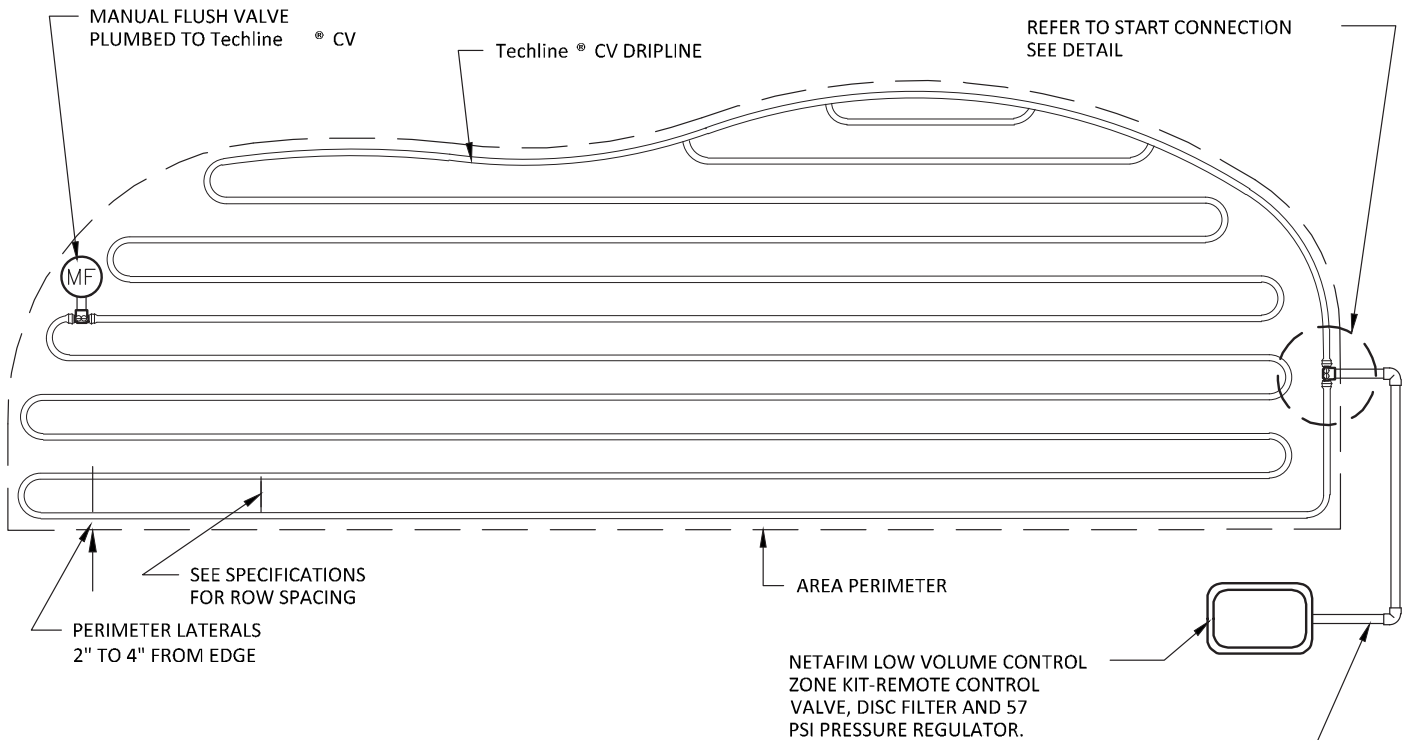 MANUAL FLUSH VALVE
PLUMBED TO Techline ® CV
Techline ® CV DRIPLINE
REFER TO START CONNECTION
SEE DETAIL
MF
SEE SPECIFICATIONS
FOR ROW SPACING
AREA PERIMETER
PERIMETER LATERALS
2" TO 4" FROM EDGE
NETAFIM LOW VOLUME CONTROL
ZONE KIT-REMOTE CONTROL
VALVE, DISC FILTER AND 57
PSI PRESSURE REGULATOR.